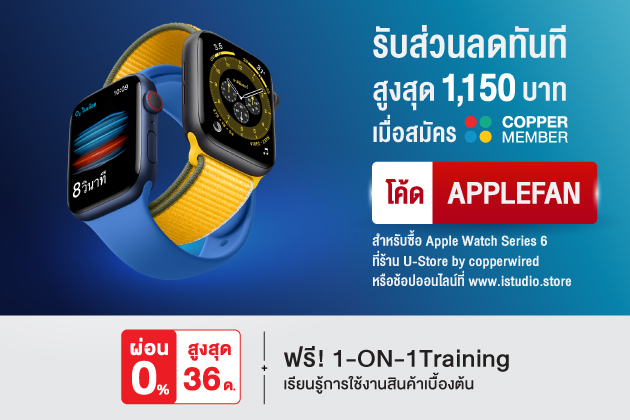 รับส่วนลดทันที
สูงสุด 1,150 บาท
เมื่อสมัคร COPPER MEMBER
โค้ด APPLEFAN
สำหรับซื้อ Apple Watch Series 6
ที่ร้าน U-Store by copperwired
หรือช้อปออนไลน์ที่ www.istudio.store
10:09
8 วินาที
3.5
ผ่อน 0%
สูงสุด 36 ด.
+
ฟรี! 1-ON-1Training
เรียนรู้การใช้งานสินค้าเบื้องต้น